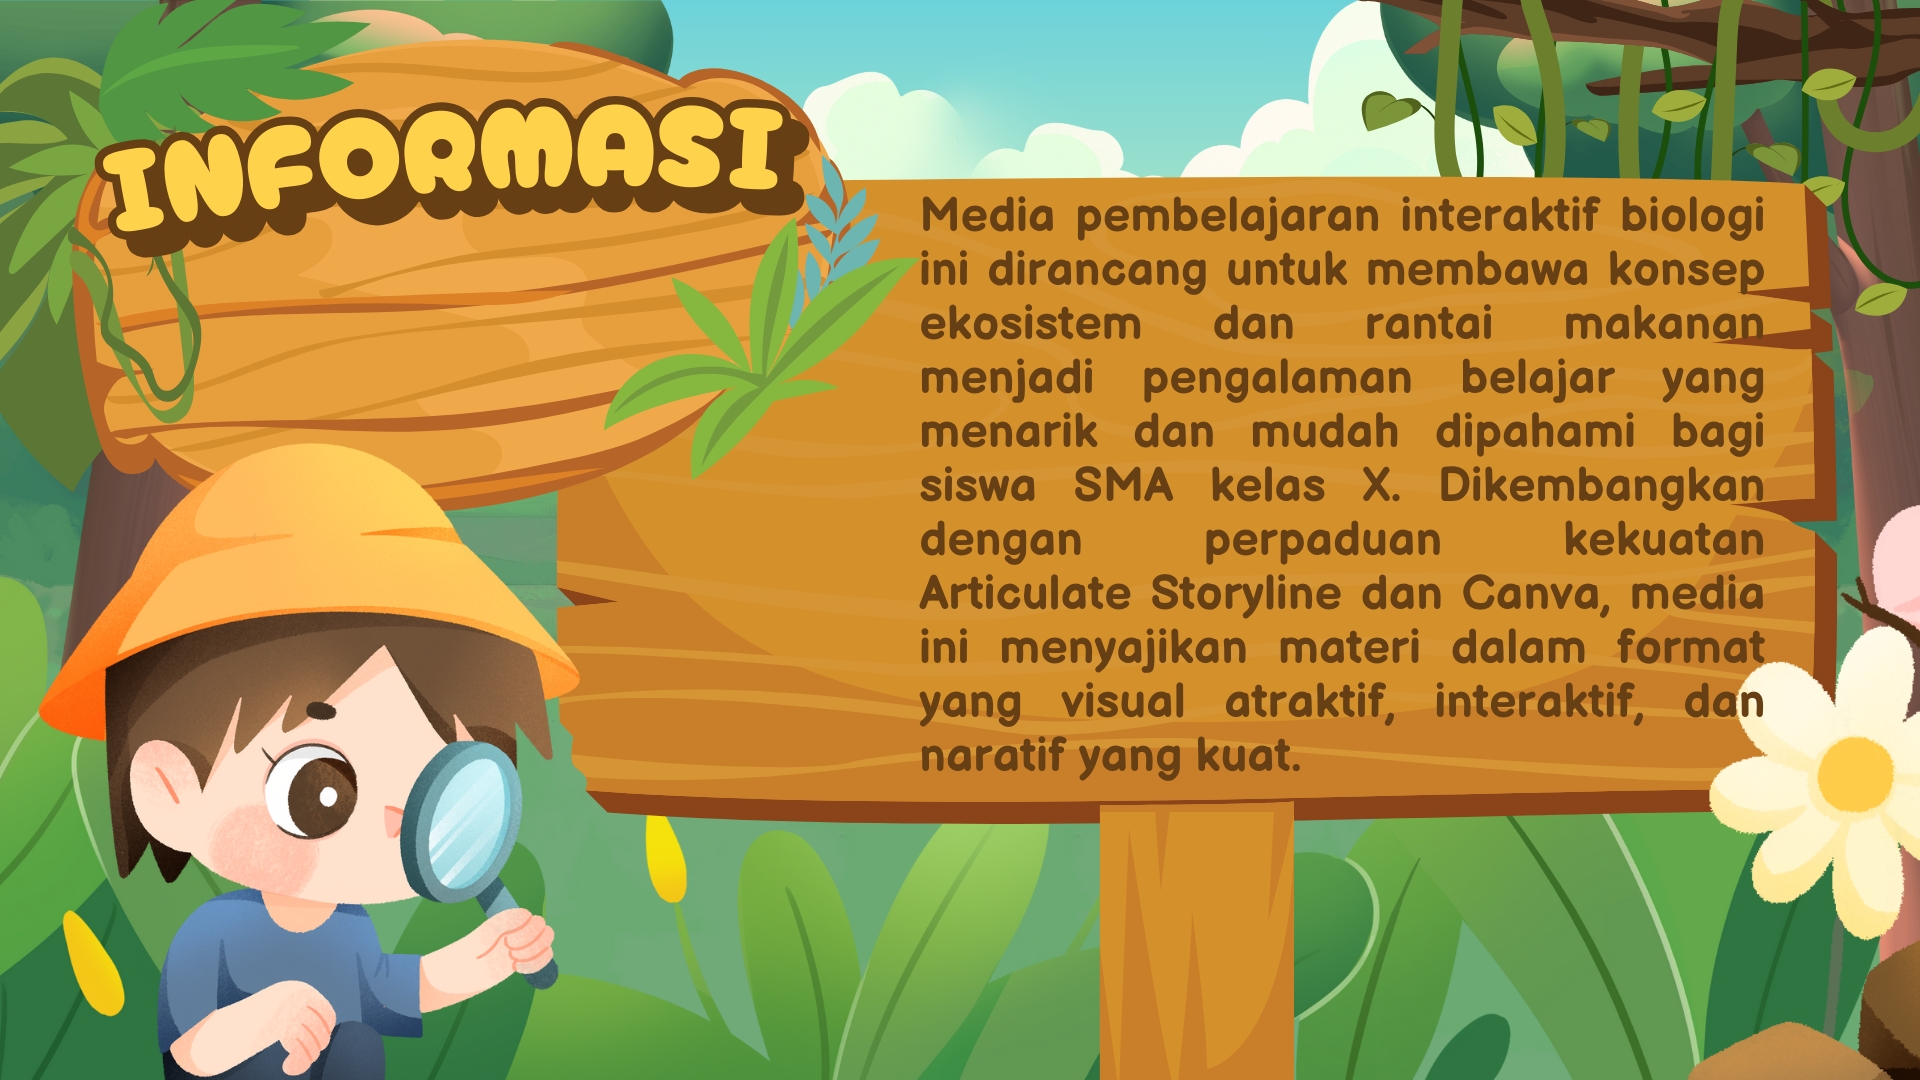 INFORMASI
Media pembelajaran interaktif biologi
ini dirancang untuk membawa konsep
ekosistem dan rantai makanan
menjadi pengalaman belajar yang
menarik dan mudah dipahami bagi
siswa SMA kelas X. Dikembangkan
dengan perpaduan kekuatan
Articulate Storyline dan Canva, media
ini menyajikan materi dalam format
yang visual atraktif, interaktif, dan
naratif yang kuat.